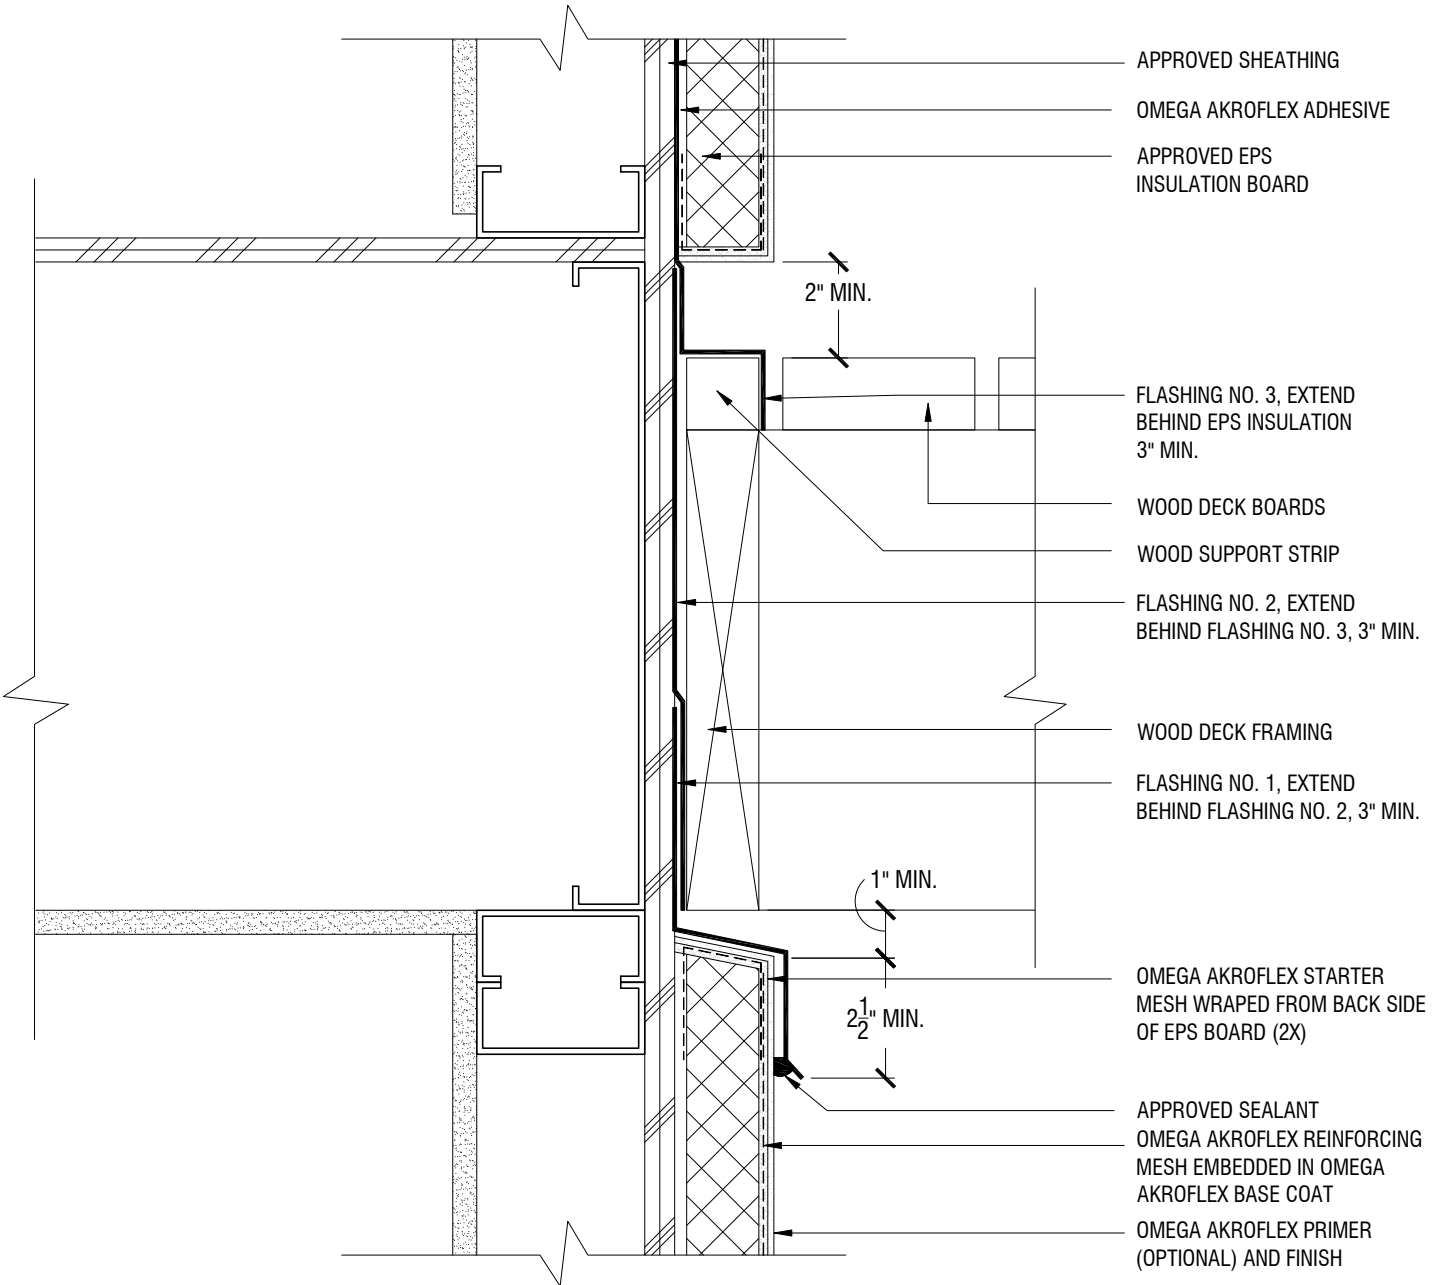 APPROVED SHEATHING
OMEGA AKROFLEX ADHESIVE
APPROVED EPS
INSULATION BOARD
2" MIN.
FLASHING NO. 3, EXTEND
BEHIND EPS INSULATION
3" MIN.
WOOD DECK BOARDS
WOOD SUPPORT STRIP
FLASHING NO. 2, EXTEND
BEHIND FLASHING NO. 3, 3" MIN.
WOOD DECK FRAMING
FLASHING NO. 1, EXTEND
BEHIND FLASHING NO. 2, 3" MIN.
1" MIN.
OMEGA AKROFLEX STARTER
MESH WRAPED FROM BACK SIDE
OF EPS BOARD (2X)
2 1/2" MIN.
APPROVED SEALANT
OMEGA AKROFLEX REINFORCING
MESH EMBEDDED IN OMEGA
AKROFLEX BASE COAT
OMEGA AKROFLEX PRIMER
(OPTIONAL) AND FINISH